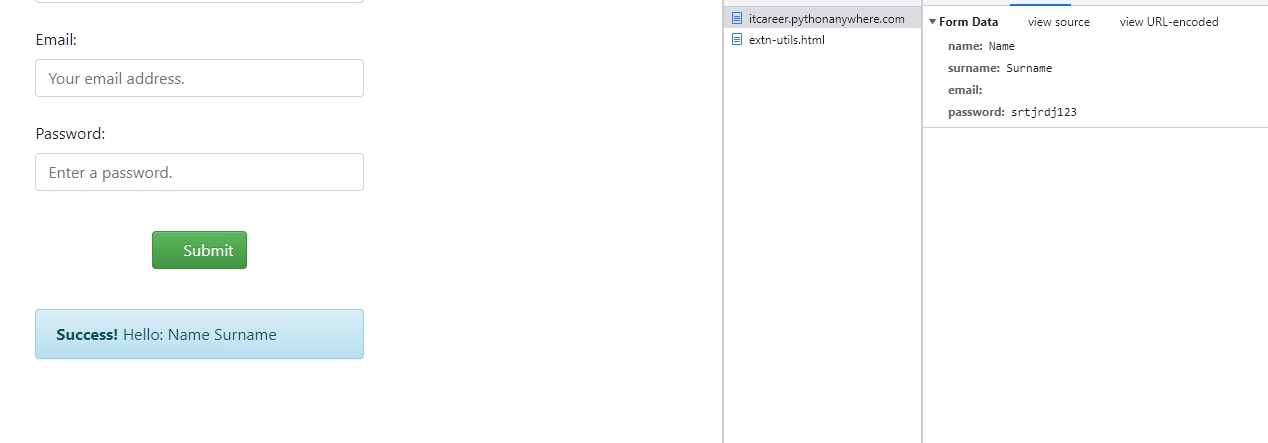 Email:
Your email address.
Password:
Enter a password.
Submit
Success! Hello: Name Surname
itcareer.pythonanywhere.com
extn-utils.html
Form Data view source view URL-encoded
name: Name
surname: Surname
email:
password: srtjrdj123